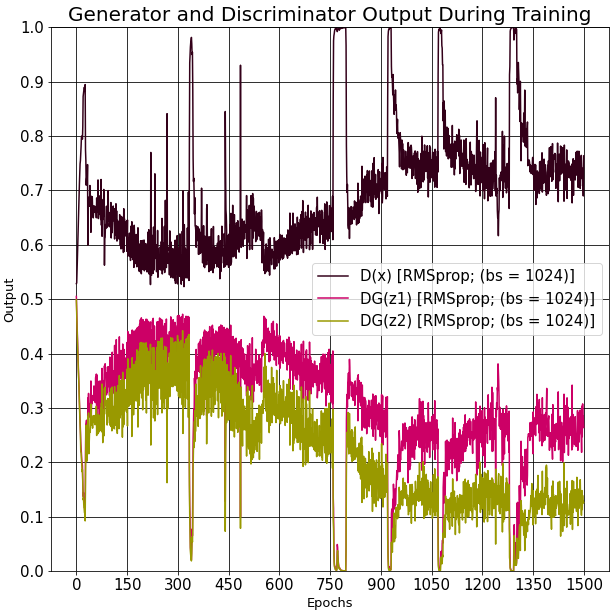 Generator and Discriminator Output During Training
1.0
0.9
0.8
0.7
0.6
0.5
0.4
0.3
0.2
0.1
0.0
Output
D(x) [RMSprop; (bs = 1024)]
DG(z1) [RMSprop; (bs = 1024)]
DG(z2) [RMSprop; (bs = 1024)]
0 150 300 450 600 750 900 1050 1200 1350 1500
Epochs